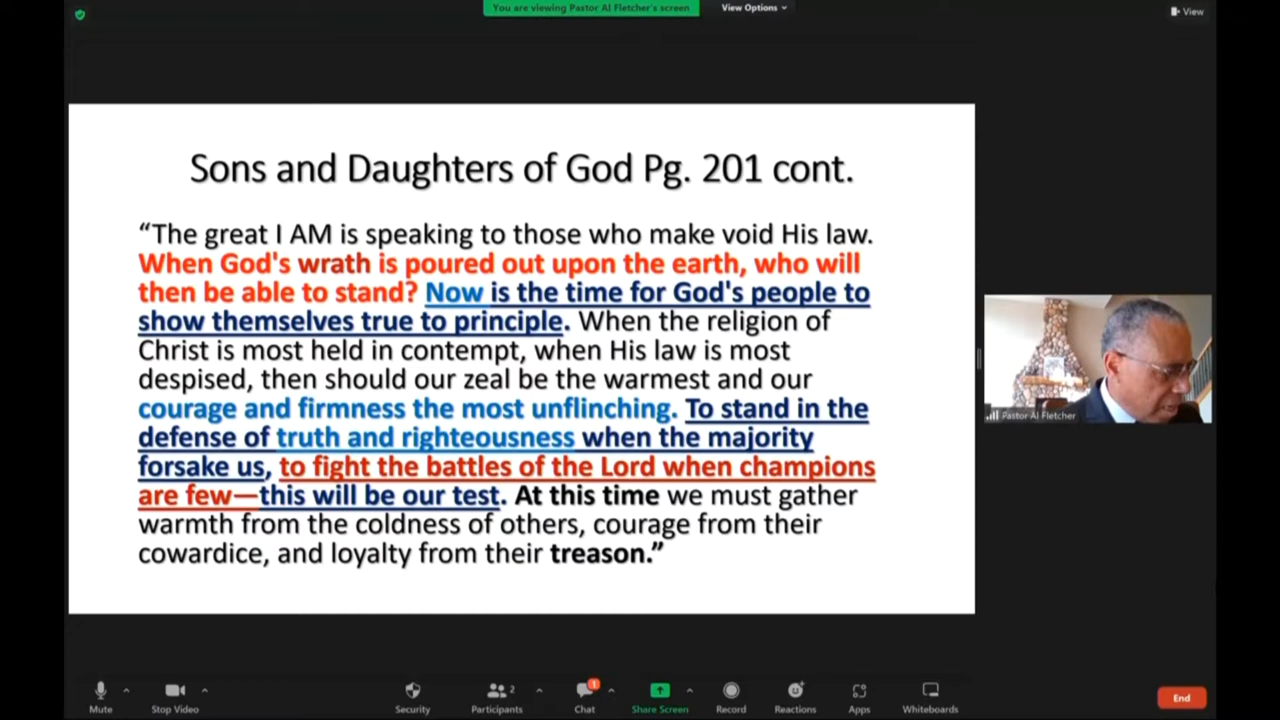 You are viewing Pastor Al Fletcher's screen
View Options
View
Sons and Daughters of God Pg. 201 cont.
“The great I AM is speaking to those who make void His law.
When God's wrath is poured out upon the earth, who will
then be able to stand? Now is the time for God's people to
show themselves true to principle. When the religion of
Christ is most held in contempt, when His law is most
despised, then should our zeal be the warmest and our
courage and firmness the most unflinching. To stand in the
defense of truth and righteousness when the majority
forsake us, to fight the battles of the Lord when champions
are few—this will be our test. At this time we must gather
warmth from the coldness of others, courage from their
cowardice, and loyalty from their treason.”
Pastor Al Fletcher
Mute
Stop Video
Security
Participants
2
Chat
1
Share Screen
Record
Reactions
Apps
Whiteboards
End